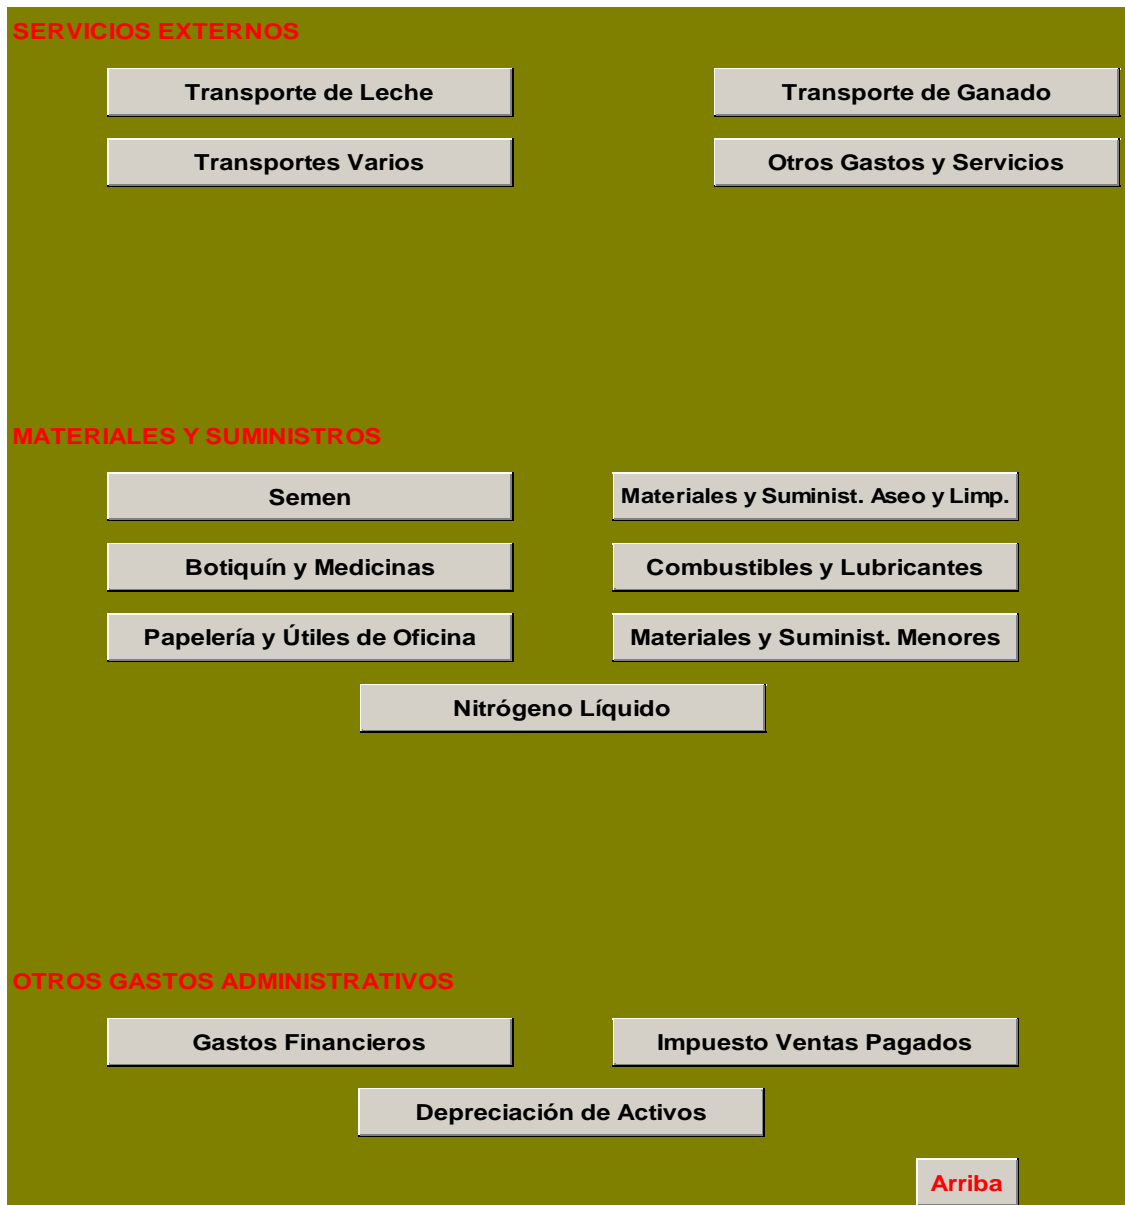 SERVICIOS EXTERNOS
Transporte de Leche
Transporte de Ganado
Transportes Varios
Otros Gastos y Servicios
MATERIALES Y SUMINISTROS
Semen
Materiales y Suminist. Aseo y Limp.
Botiquín y Medicinas
Combustibles y Lubricantes
Papelería y Útiles de Oficina
Materiales y Suminist. Menores
Nitrógeno Líquido
OTROS GASTOS ADMINISTRATIVOS
Gastos Financieros
Impuesto Ventas Pagados
Depreciación de Activos
Arriba